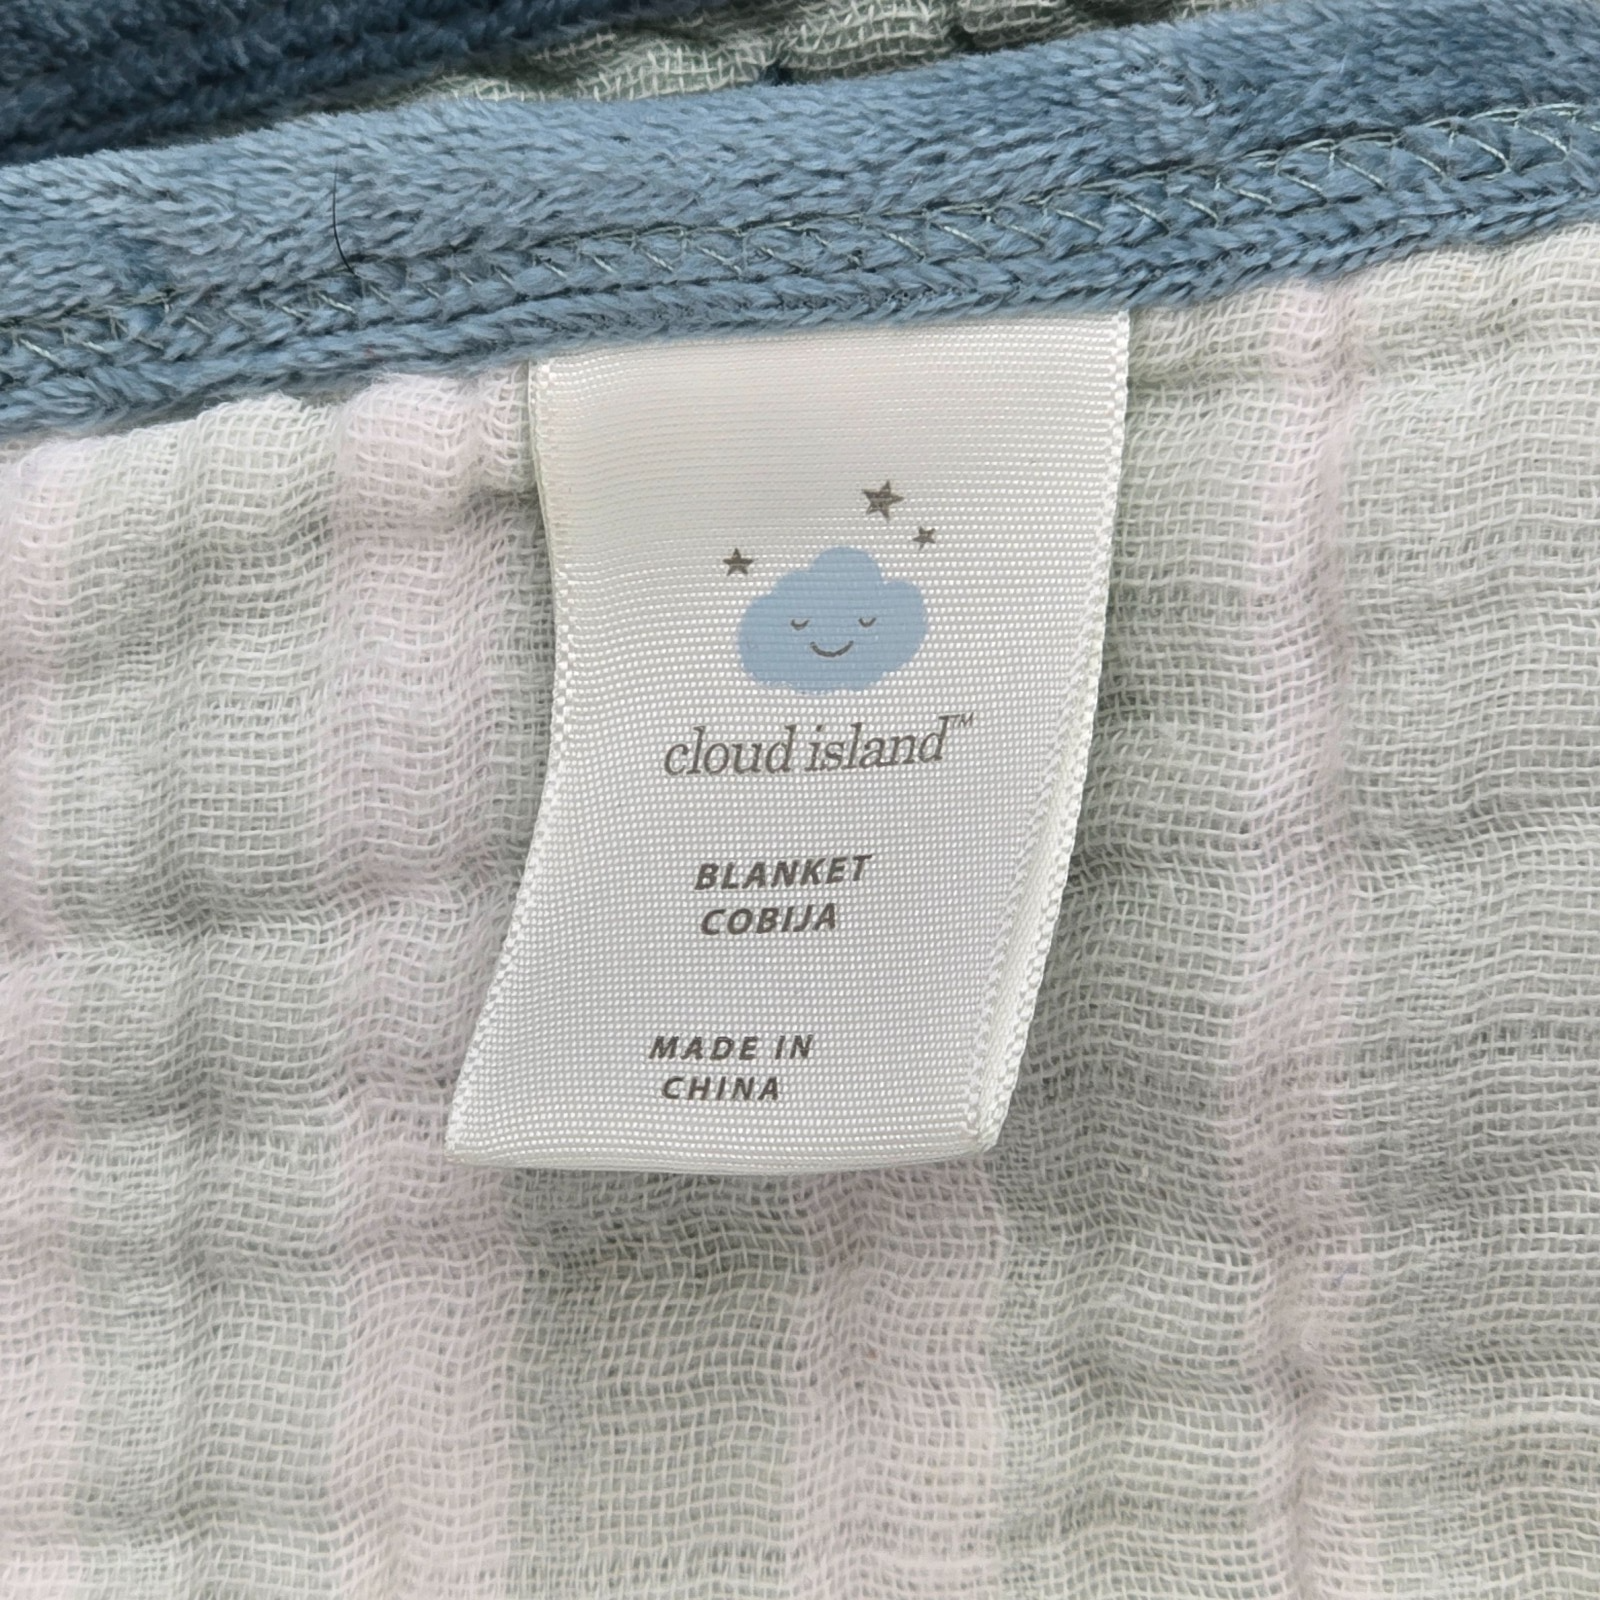 cloud island™
BLANKET
COBIJA
MADE IN
CHINA